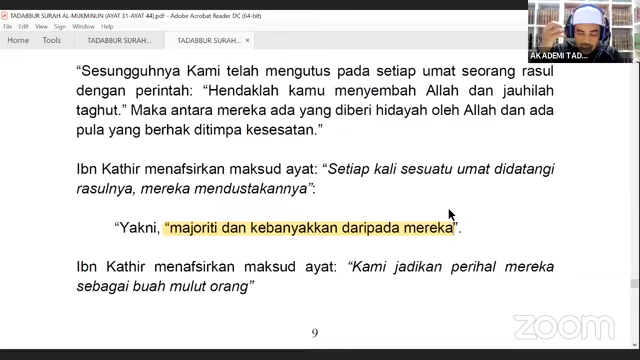 TADABBUR SURAH AL-MUKMINUN (AYAT 31-AYAT 44).pdf - Adobe Acrobat Reader DC (64-bit)
File Edit View Sign Window Help
Home Tools TADABBUR SURAH... TADABBUR SURAH... ×
AKADEMI TAD...
“Sesungguhnya Kami telah mengutus pada setiap umat seorang rasul
dengan perintah: “Hendaklah kamu menyembah Allah dan jauhilah
taghut.” Maka antara mereka ada yang diberi hidayah oleh Allah dan ada
pula yang berhak ditimpa kesesatan.”
Ibn Kathir menafsirkan maksud ayat: “Setiap kali sesuatu umat didatangi
rasulnya, mereka mendustakannya”:
“Yakni, “majoriti dan kebanyakkan daripada mereka”.
Ibn Kathir menafsirkan maksud ayat: “Kami jadikan perihal mereka
sebagai buah mulut orang”
9
zoom